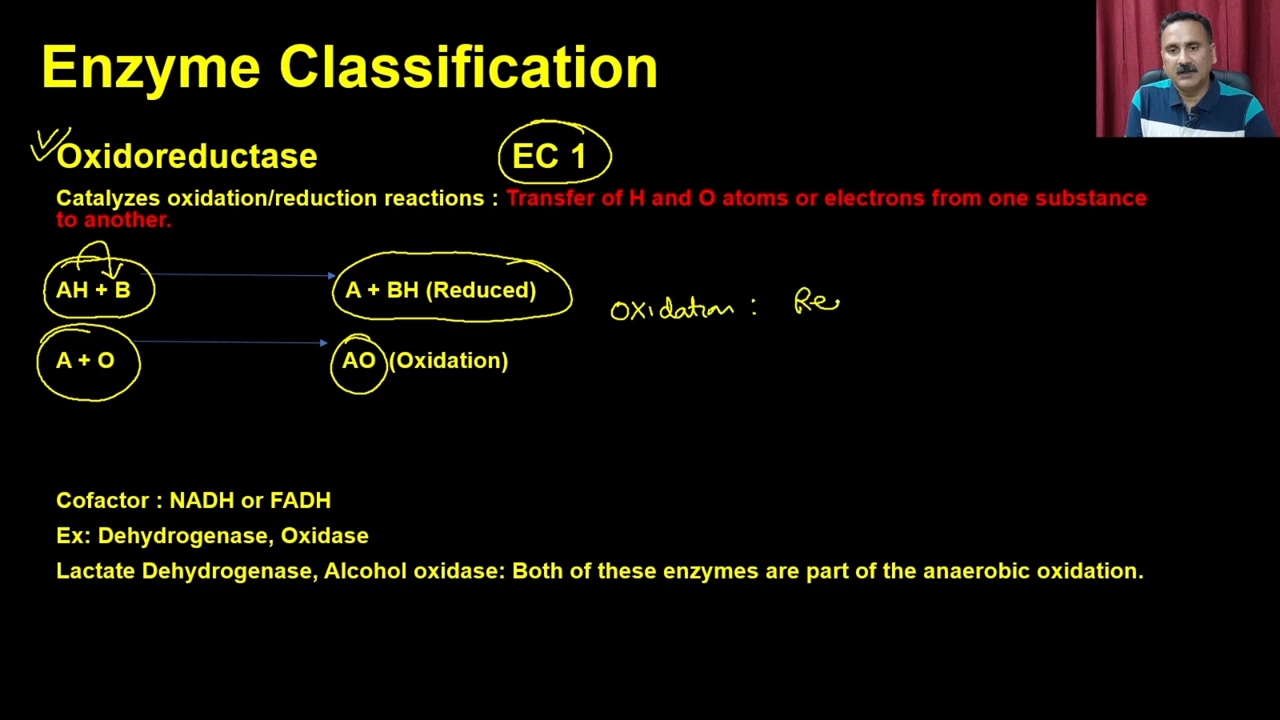 Enzyme Classification
Oxidoreductase EC 1
Catalyzes oxidation/reduction reactions : Transfer of H and O atoms or electrons from one substance
to another.
AH + B A + BH (Reduced)
Oxidation : Re
A + O AO (Oxidation)
Cofactor : NADH or FADH
Ex: Dehydrogenase, Oxidase
Lactate Dehydrogenase, Alcohol oxidase: Both of these enzymes are part of the anaerobic oxidation.